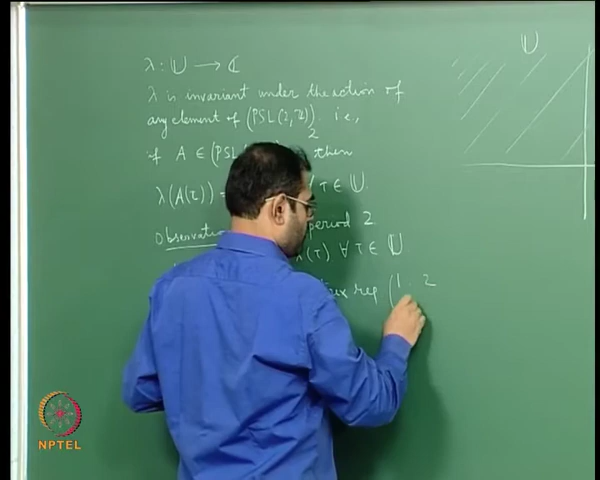 λ : 𝕌 → ℂ
λ is invariant under the action of
any element of (PSL(2,ℤ))₂ i.e.,
if A ∈ (PSL then
λ(A(τ)) τ ∈ 𝕌.
Observation period 2
(τ) ∀ τ ∈ 𝕌
rep (1 2
𝕌
NPTEL